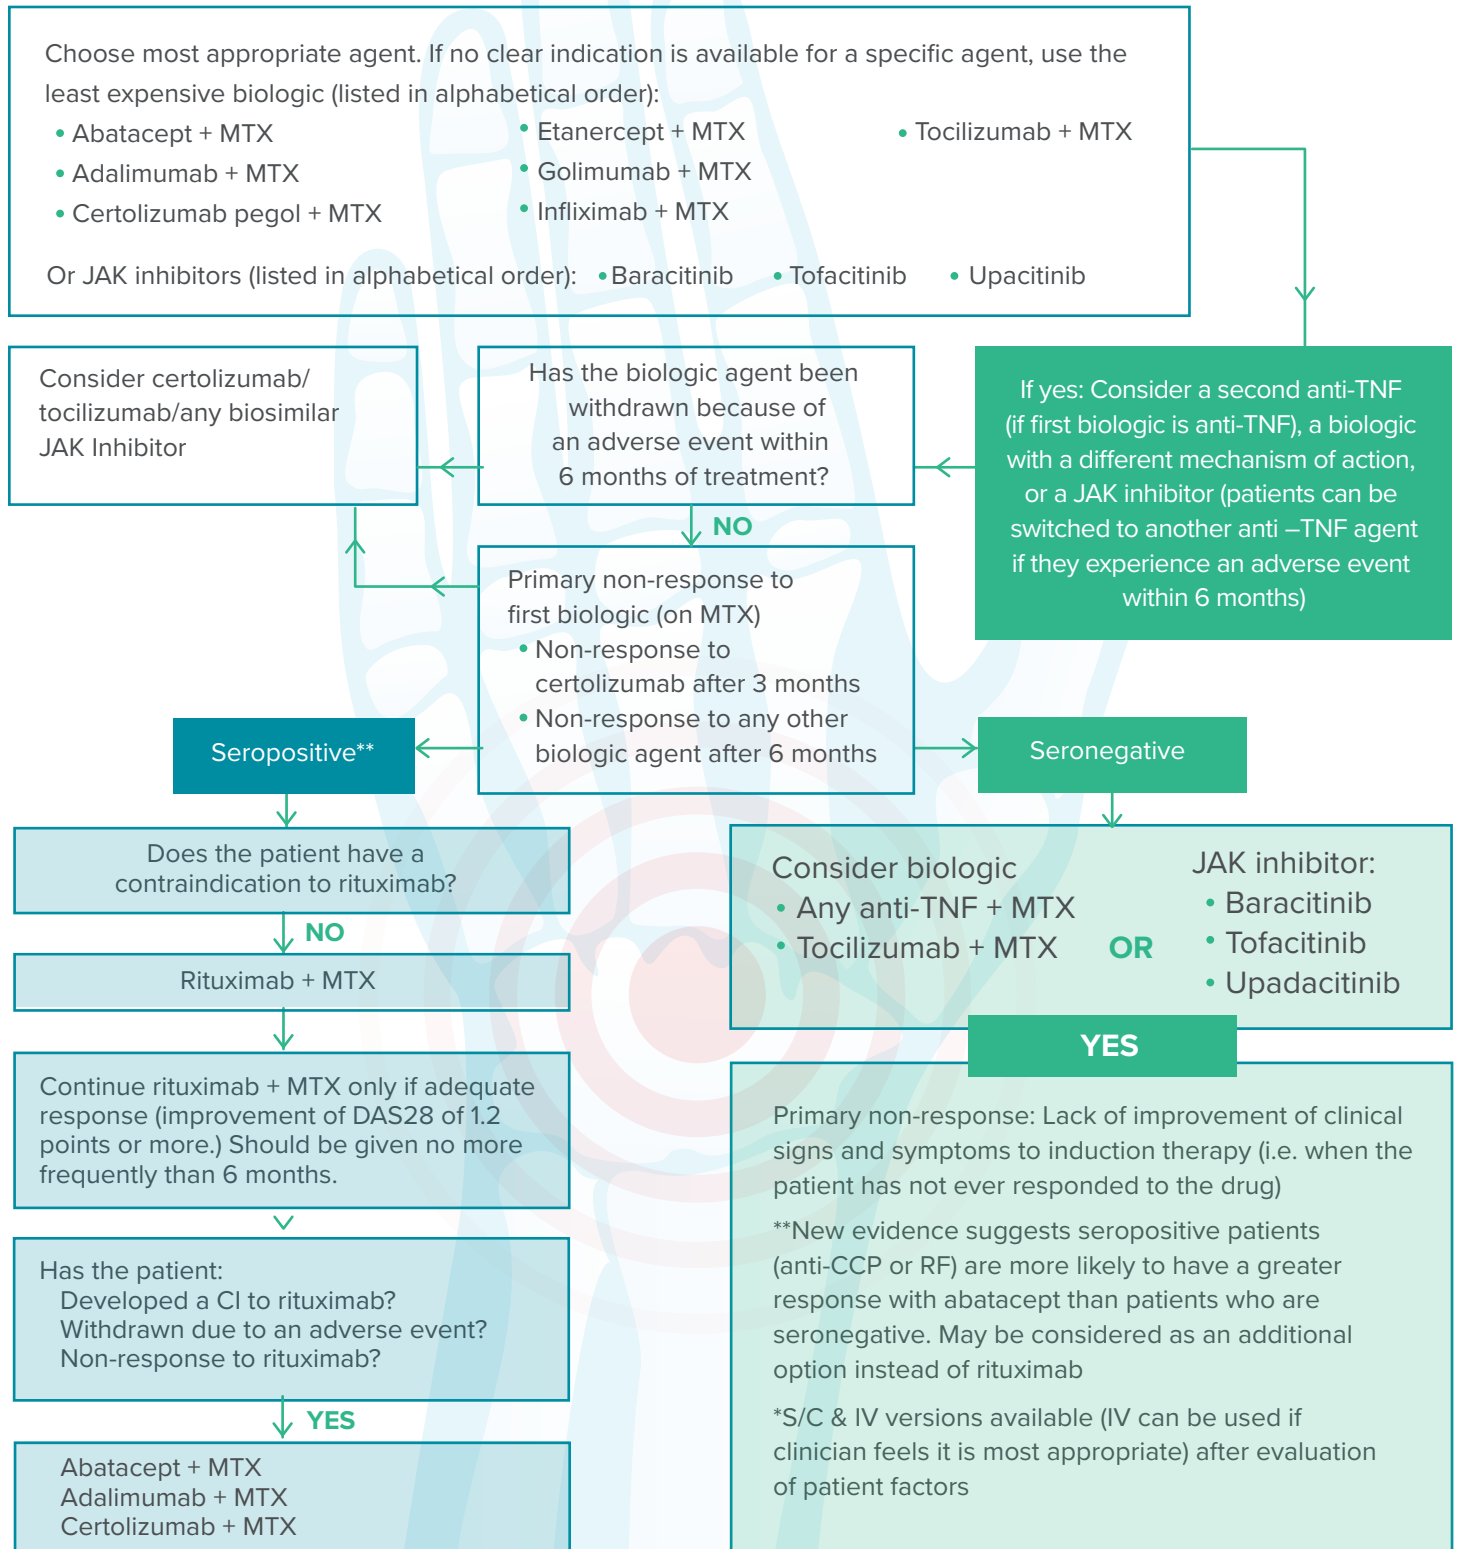 Choose most appropriate agent. If no clear indication is available for a specific agent, use the
least expensive biologic (listed in alphabetical order):
• Abatacept + MTX
• Adalimumab + MTX
• Certolizumab pegol + MTX
• Etanercept + MTX
• Golimumab + MTX
• Infliximab + MTX
• Tocilizumab + MTX
Or JAK inhibitors (listed in alphabetical order): • Baracitinib • Tofacitinib • Upacitinib
If yes: Consider a second anti-TNF
(if first biologic is anti-TNF), a biologic
with a different mechanism of action,
or a JAK inhibitor (patients can be
switched to another anti –TNF agent
if they experience an adverse event
within 6 months)
Has the biologic agent been
withdrawn because of
an adverse event within
6 months of treatment?
Consider certolizumab/
tocilizumab/any biosimilar
JAK Inhibitor
NO
Primary non-response to
first biologic (on MTX)
• Non-response to
certolizumab after 3 months
• Non-response to any other
biologic agent after 6 months
Seropositive**
Does the patient have a
contraindication to rituximab?
NO
Rituximab + MTX
Continue rituximab + MTX only if adequate
response (improvement of DAS28 of 1.2
points or more.) Should be given no more
frequently than 6 months.
Has the patient:
Developed a CI to rituximab?
Withdrawn due to an adverse event?
Non-response to rituximab?
YES
Abatacept + MTX
Adalimumab + MTX
Certolizumab + MTX
Seronegative
Consider biologic
• Any anti-TNF + MTX
• Tocilizumab + MTX
OR
JAK inhibitor:
• Baracitinib
• Tofacitinib
• Upadacitinib
YES
Primary non-response: Lack of improvement of clinical
signs and symptoms to induction therapy (i.e. when the
patient has not ever responded to the drug)
**New evidence suggests seropositive patients
(anti-CCP or RF) are more likely to have a greater
response with abatacept than patients who are
seronegative. May be considered as an additional
option instead of rituximab
*S/C & IV versions available (IV can be used if
clinician feels it is most appropriate) after evaluation
of patient factors